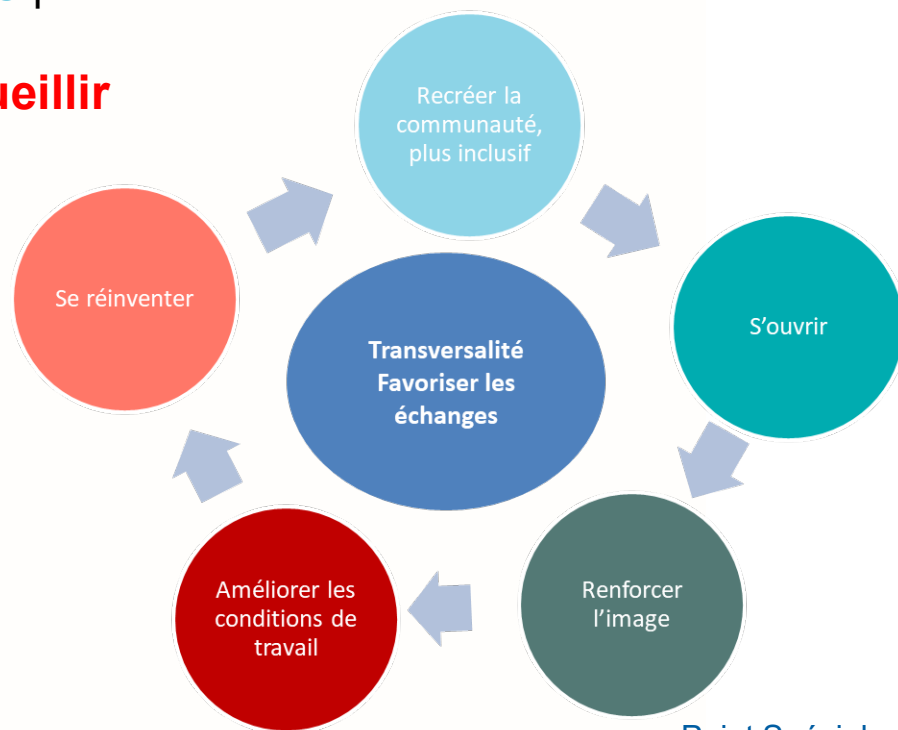 ueillir
Recréer la
communauté,
plus inclusif
S'ouvrir
Renforcer
l'image
Améliorer les
conditions de
travail
Se réinventer
Transversalité
Favoriser les
échanges